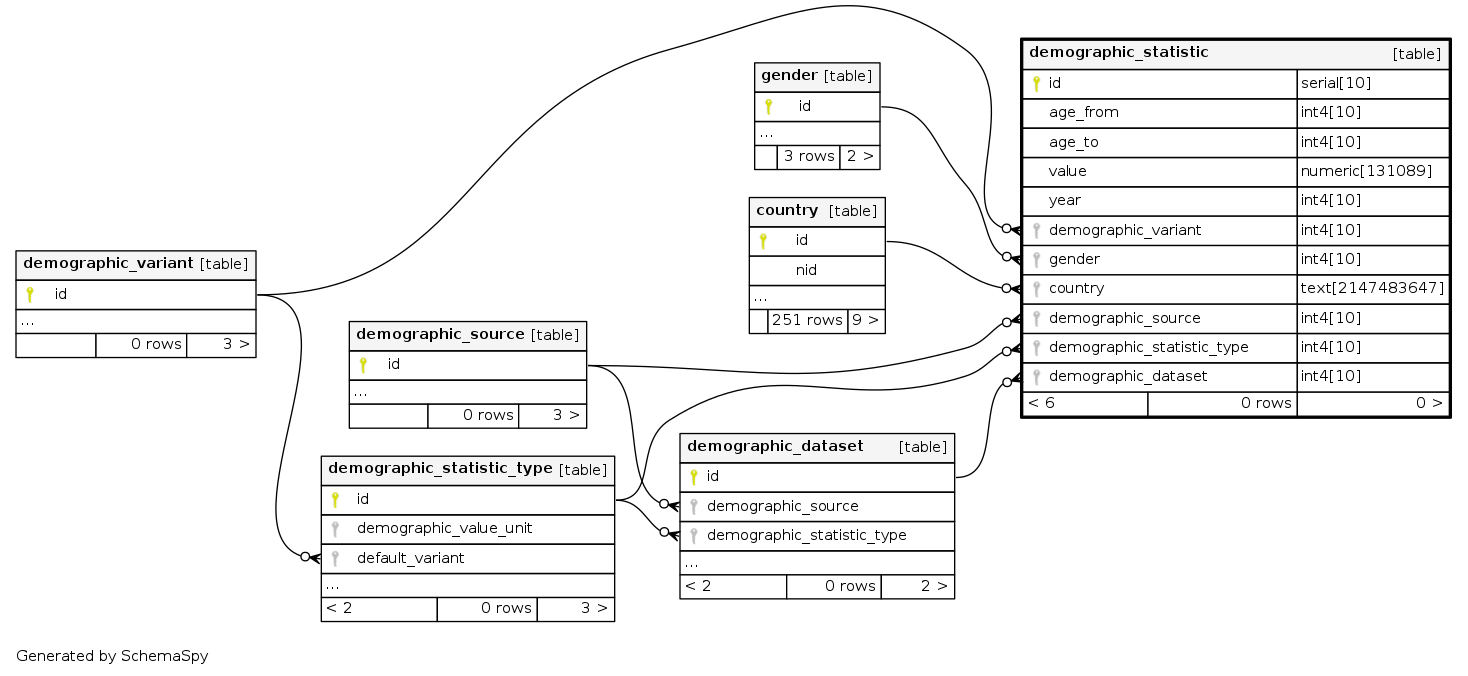 demographic_statistic [table]
id serial[10]
age_from int4[10]
age_to int4[10]
value numeric[131089]
year int4[10]
demographic_variant int4[10]
gender int4[10]
country text[2147483647]
demographic_source int4[10]
demographic_statistic_type int4[10]
demographic_dataset int4[10]
< 6 0 rows 0 >
gender [table]
id
...
3 rows 2 >
country [table]
id
nid
...
251 rows 9 >
demographic_variant [table]
id
...
0 rows 3 >
demographic_source [table]
id
...
0 rows 3 >
demographic_statistic_type [table]
id
demographic_value_unit
default_variant
...
< 2 0 rows 3 >
demographic_dataset [table]
id
demographic_source
demographic_statistic_type
...
< 2 0 rows 2 >
Generated by SchemaSpy